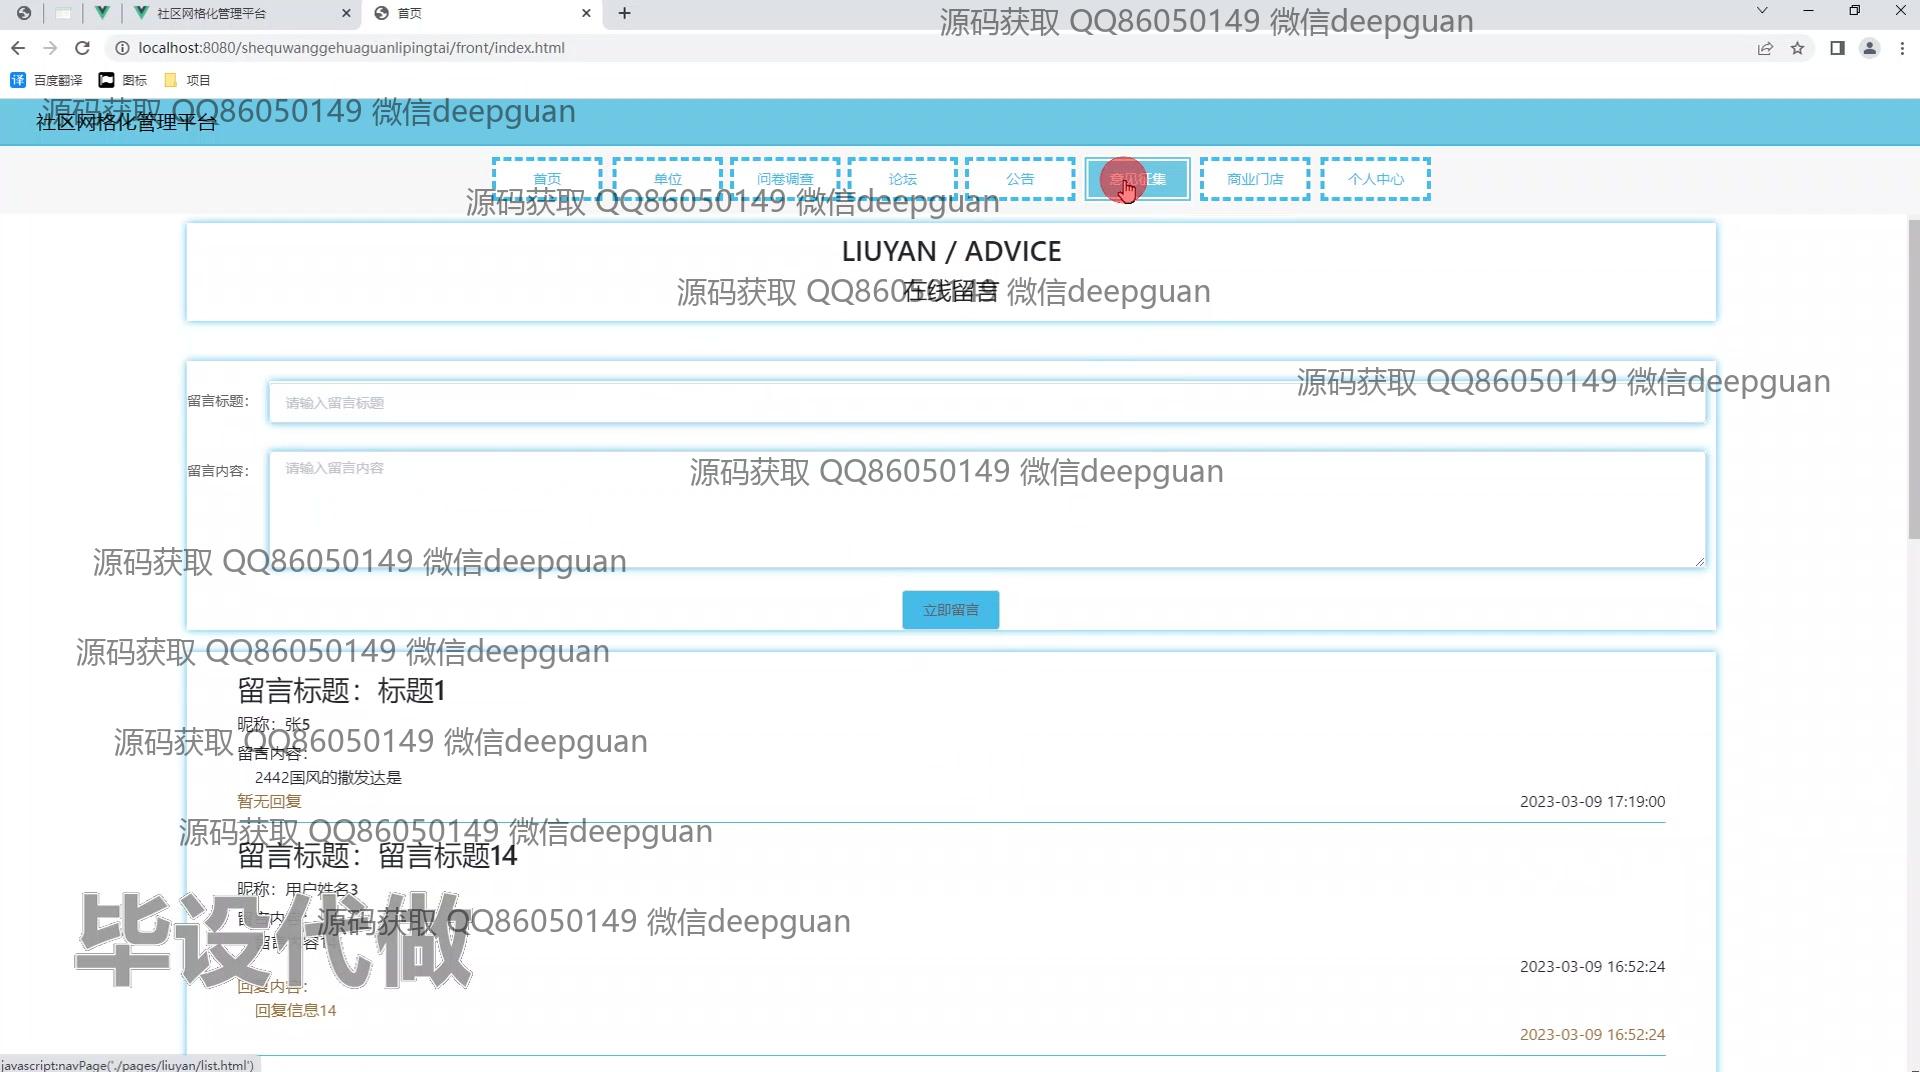 社区网格化管理平台
首页
源码获取 QQ86050149 微信deepguan
localhost:8080/shequwanggehuaguanlipingtai/front/index.html
译 百度翻译 图标 项目
源码获取 QQ86050149 微信deepguan
社区网格化管理平台
首页 单位 问卷调查 论坛 公告 意见征集 商业门店 个人中心
源码获取 QQ86050149 微信deepguan
LIUYAN / ADVICE
源码获取 QQ86050149 微信deepguan
在线留言
源码获取 QQ86050149 微信deepguan
留言标题： 请输入留言标题
留言内容： 请输入留言内容
源码获取 QQ86050149 微信deepguan
源码获取 QQ86050149 微信deepguan
立即留言
源码获取 QQ86050149 微信deepguan
留言标题：标题1
昵称：张5
源码获取 QQ86050149 微信deepguan
留言内容：
2442国风的撒发达是
暂无回复
2023-03-09 17:19:00
源码获取 QQ86050149 微信deepguan
留言标题：留言标题14
昵称：用户姓名3
留言内容：
源码获取 QQ86050149 微信deepguan
毕设代做
2023-03-09 16:52:24
回复内容：
回复信息14
2023-03-09 16:52:24
javascript:navPage('./pages/liuyan/list.html')